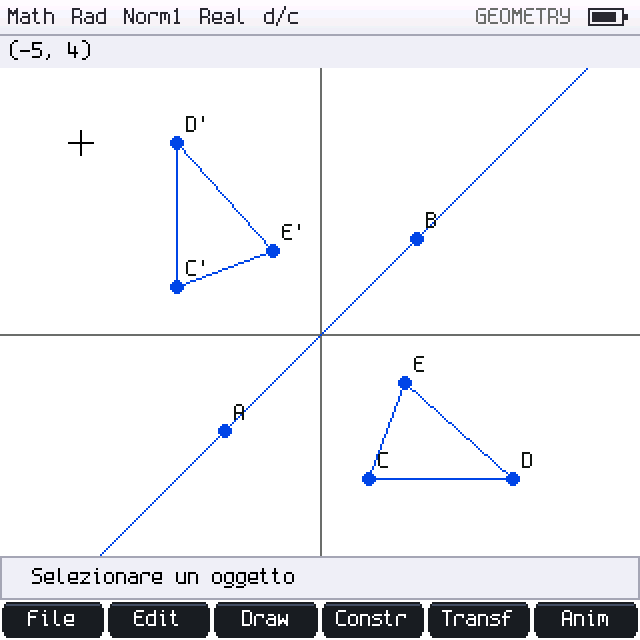 Math Rad Norm1 Real d/c GEOMETRY
(-5, 4)
D'
B
E'
C'
E
A
C D
Selezionare un oggetto
File Edit Draw Constr Transf Anim